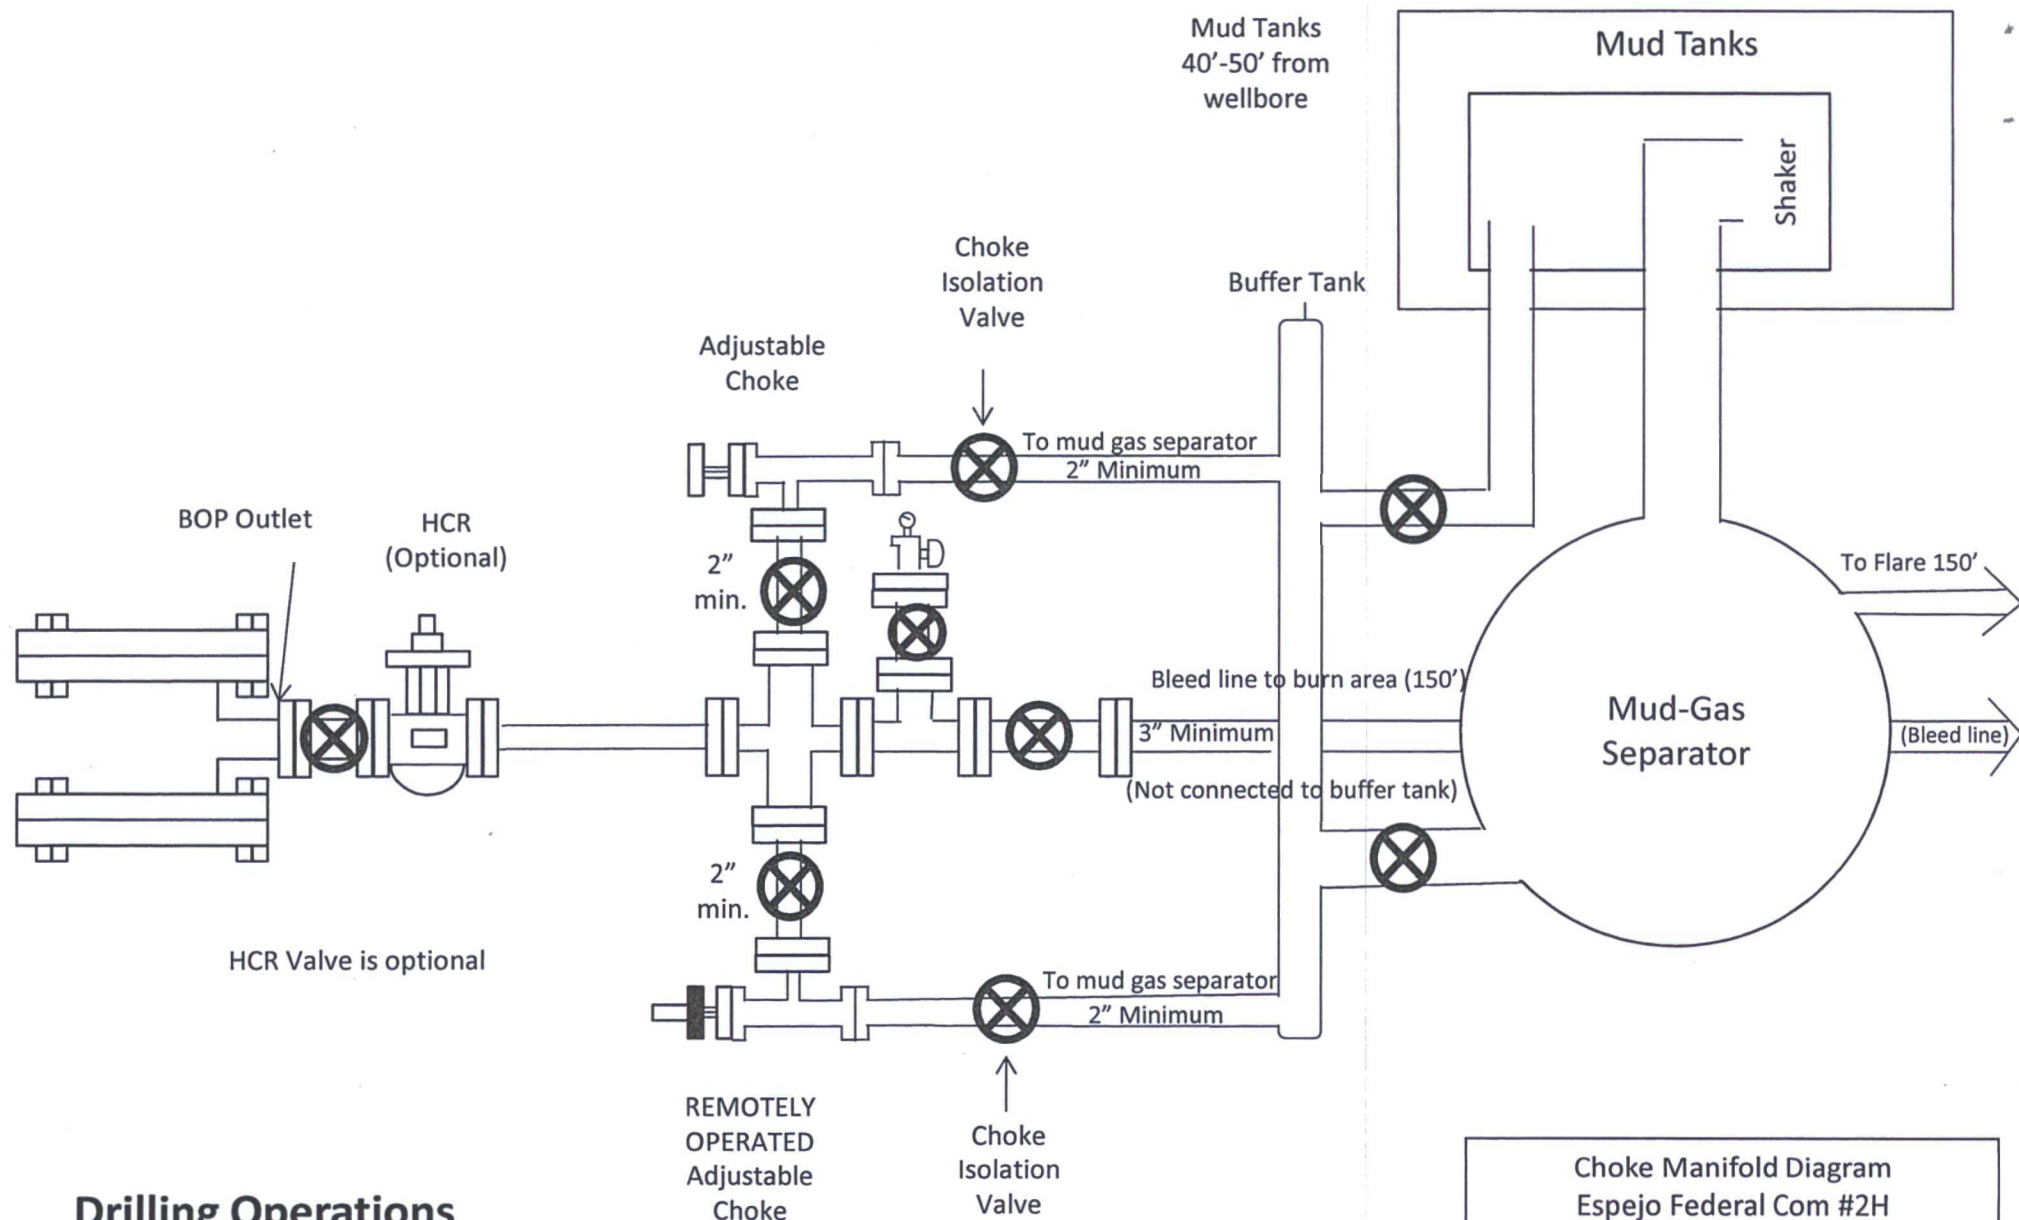 Mud Tanks
40’-50’ from
wellbore
Mud Tanks
Shaker
Choke
Isolation
Valve
Buffer Tank
Adjustable
Choke
To mud gas separator
2” Minimum
BOP Outlet
HCR
(Optional)
2”
min.
To Flare 150’
Bleed line to burn area (150’)
3” Minimum
(Not connected to buffer tank)
Mud-Gas
Separator
(Bleed line)
2”
min.
HCR Valve is optional
To mud gas separator
2” Minimum
REMOTELY
OPERATED
Adjustable
Choke
Choke
Isolation
Valve
Drilling Operations
Choke Manifold Diagram
Espejo Federal Com #2H